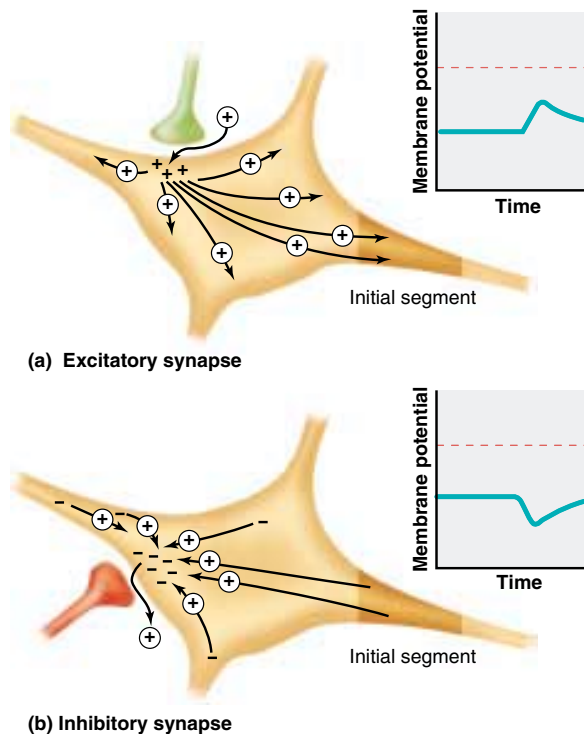 Membrane potential
Time
Initial segment
(a) Excitatory synapse
Membrane potential
Time
Initial segment
(b) Inhibitory synapse